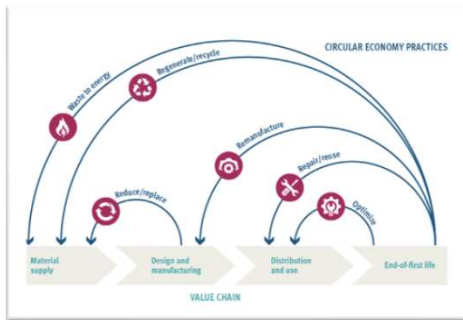 CIRCULAR ECONOMY PRACTICES
Waste to energy
Regenerate/recycle
Remanufacture
Repair/reuse
Reduce/replace
Optimize
Material
supply
Design and
manufacturing
Distribution
and use
End-of-first life
VALUE CHAIN